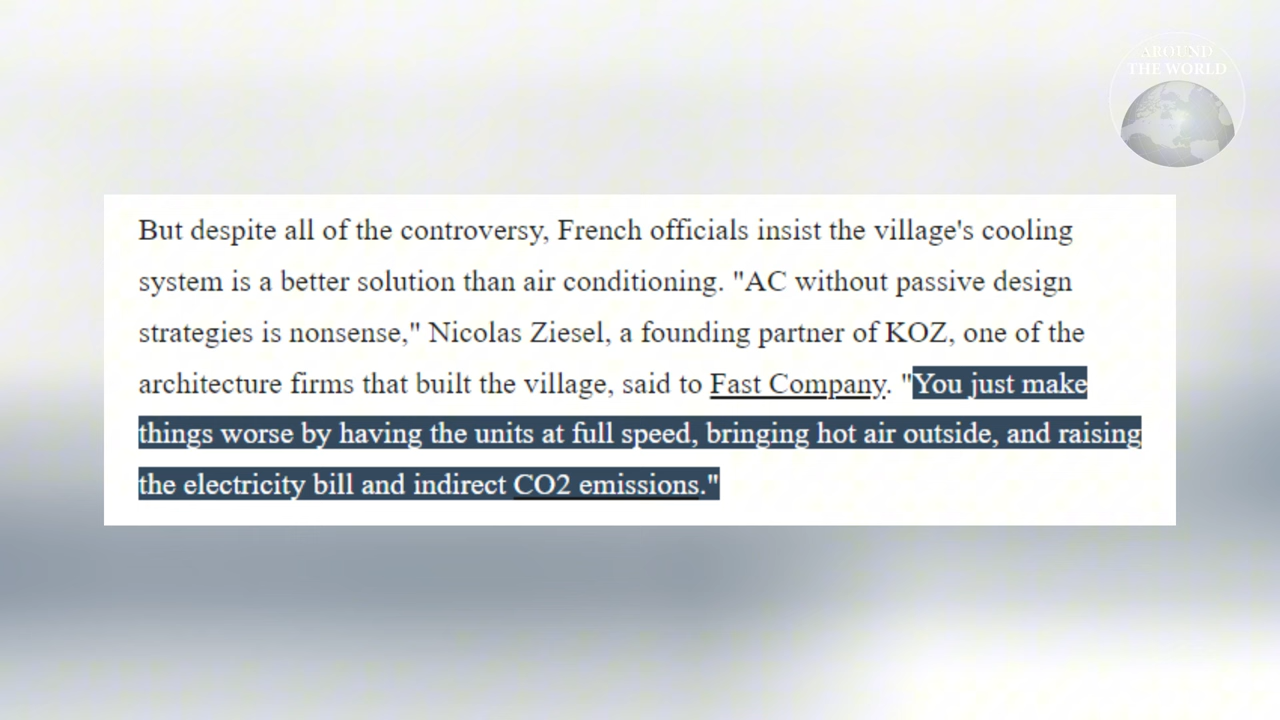 AROUND
THE WORLD
But despite all of the controversy, French officials insist the village's cooling
system is a better solution than air conditioning. "AC without passive design
strategies is nonsense," Nicolas Ziesel, a founding partner of KOZ, one of the
architecture firms that built the village, said to Fast Company. "You just make
things worse by having the units at full speed, bringing hot air outside, and raising
the electricity bill and indirect CO2 emissions."